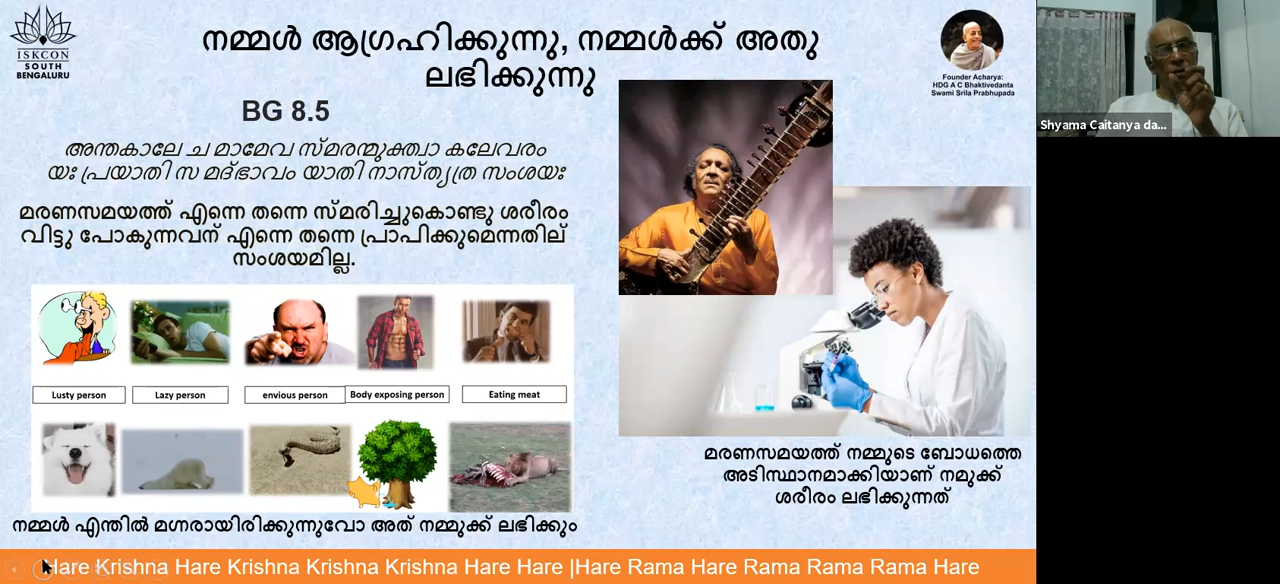 ISKCON
SOUTH
BENGALURU
നമ്മൾ ആഗ്രഹിക്കുന്നു, നമ്മൾക്ക് അതു
ലഭിക്കുന്നു
BG 8.5
അന്തകാലേ ച മാമേവ സ്മരന്മുക്ത്വാ കലേവരം
യഃ പ്രയാതി സ മദ്ഭാവം യാതി നാസ്ത്യത്ര സംശയഃ
മരണസമയത്ത് എന്നെ തന്നെ സ്മരിച്ചുകൊണ്ടു ശരീരം
വിട്ടു പോകുന്നവന് എന്നെ തന്നെ പ്രാപിക്കുമെന്നതില്
സംശയമില്ല.
Lusty person
Lazy person
envious person
Body exposing person
Eating meat
നമ്മൾ എന്തിൽ മഗ്നരായിരിക്കുന്നുവോ അത് നമ്മുക്ക് ലഭിക്കും
Founder Acharya:
HDG A C Bhaktivedanta
Swami Srila Prabhupada
മരണസമയത്ത് നമ്മുടെ ബോധത്തെ
അടിസ്ഥാനമാക്കിയാണ് നമുക്ക്
ശരീരം ലഭിക്കുന്നത്
Hare Krishna Hare Krishna Krishna Krishna Hare Hare |Hare Rama Hare Rama Rama Rama Hare
Shyama Caitanya da...